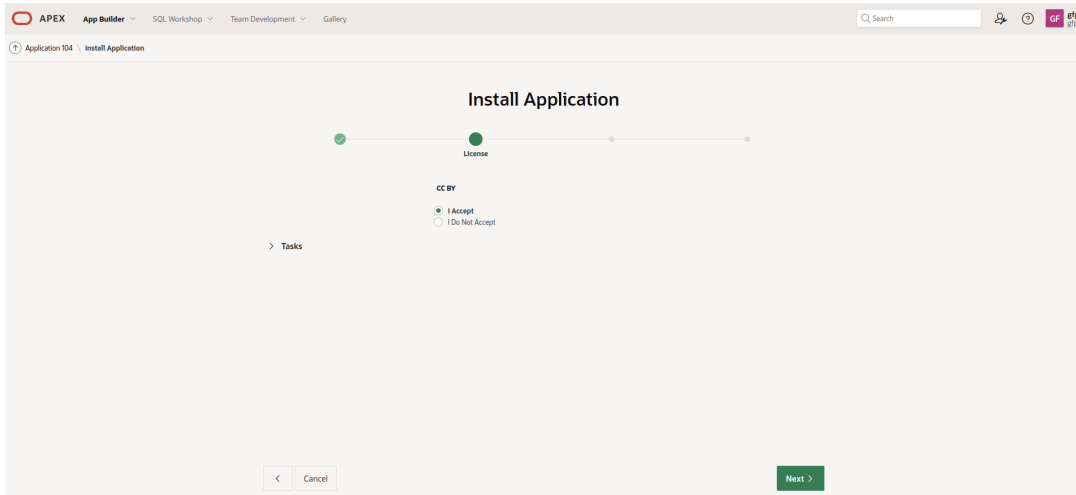 APEX App Builder SQL Workshop Team Development Gallery Search GF
Application 104 \ Install Application
Install Application
License
CC BY
I Accept
I Do Not Accept
Tasks
Cancel Next